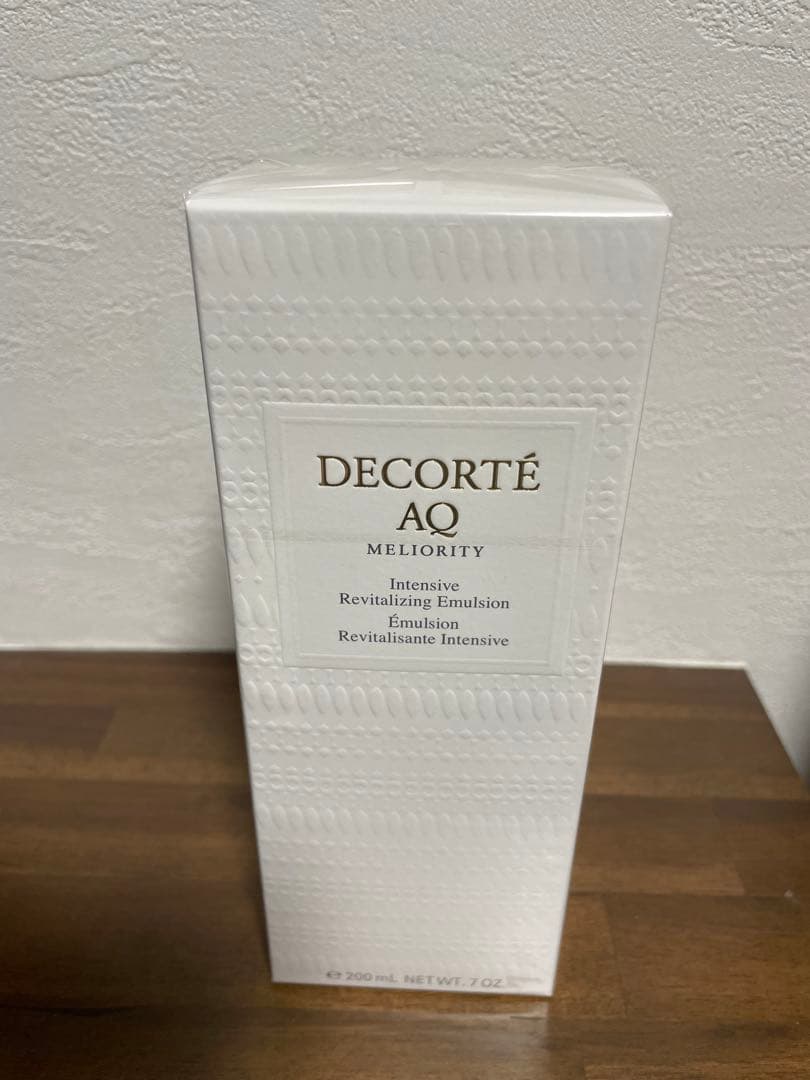 DECORTÉ
AQ
MELIORITY
Intensive
Revitalizing Emulsion
Émulsion
Revitalisante Intensive
℮ 200 mL NET WT. 7 OZ.